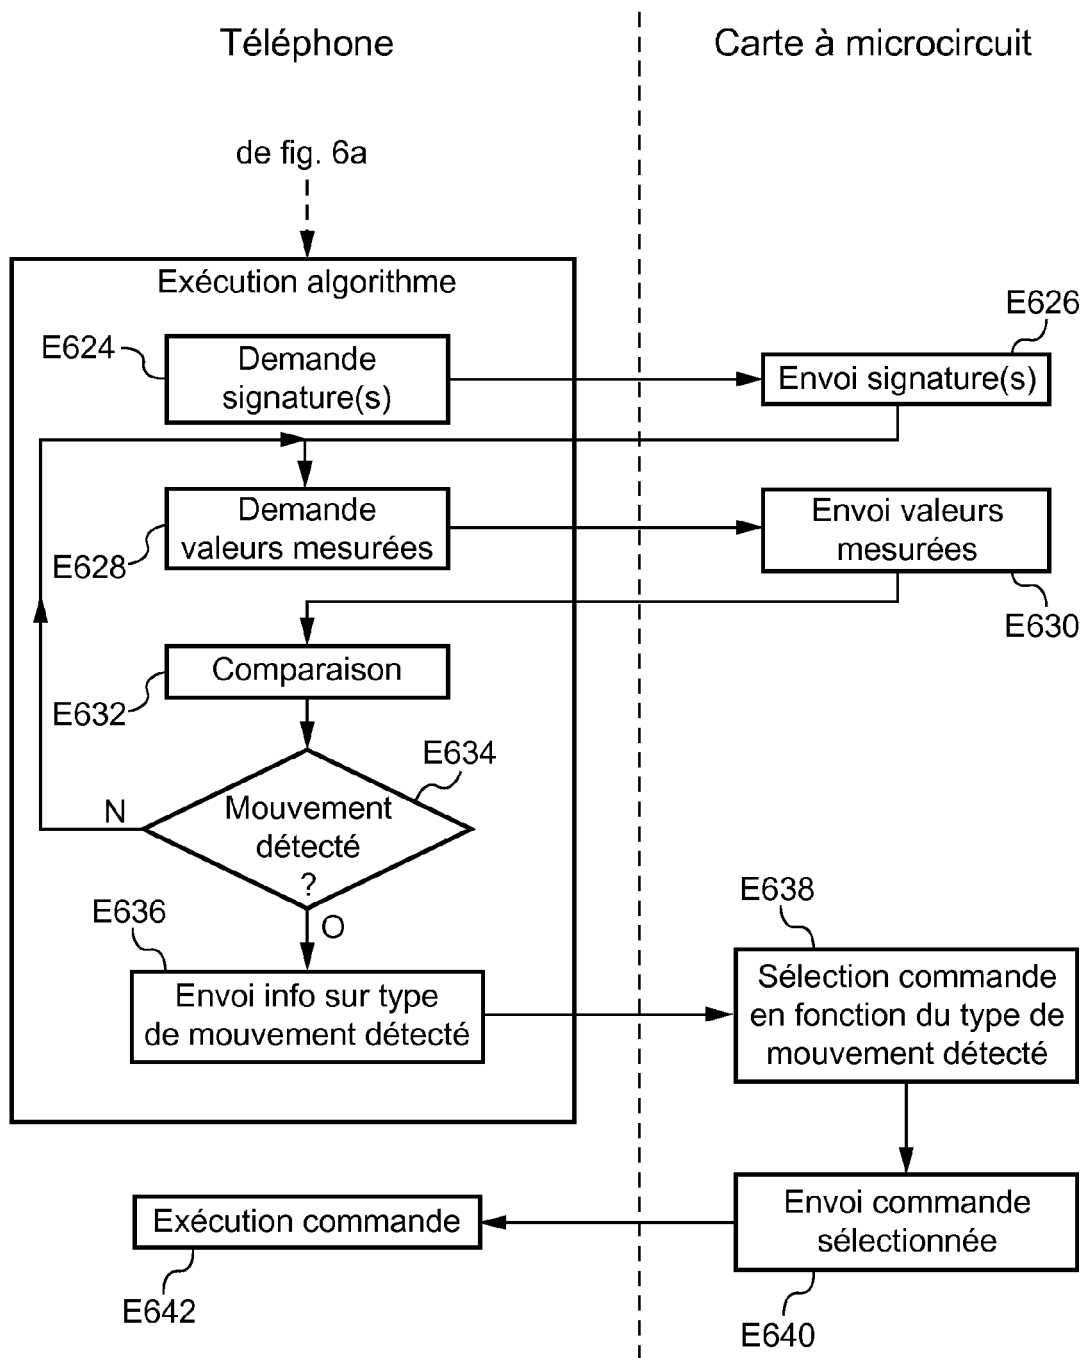 Téléphone
Carte à microcircuit
de fig. 6a
Exécution algorithme
E624
Demande
signature(s)
E626
Envoi signature(s)
E628
Demande
valeurs mesurées
Envoi valeurs
mesurées
E630
E632
Comparaison
E634
Mouvement
détecté
?
N
O
E636
Envoi info sur type
de mouvement détecté
E638
Sélection commande
en fonction du type de
mouvement détecté
Envoi commande
sélectionnée
E640
Exécution commande
E642